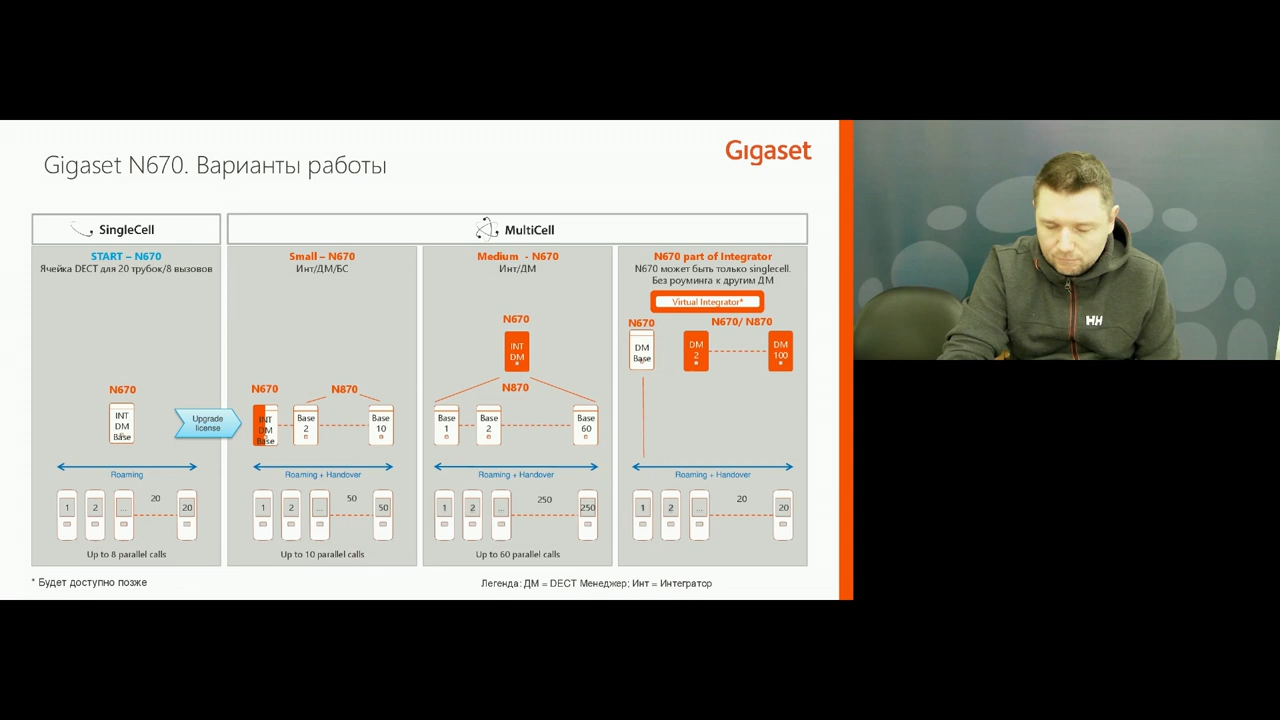 Gigaset N670. Варианты работы
Gigaset
SingleCell
MultiCell
START – N670
Ячейка DECT для 20 трубок/8 вызовов
N670
INT
DM
Base
Upgrade
license
Roaming
1
2
...
20
20
Up to 8 parallel calls
Small – N670
Инт/ДМ/БС
N670
N870
INT
DM
Base
Base
2
Base
10
Roaming + Handover
1
2
...
50
50
Up to 10 parallel calls
Medium - N670
Инт/ДМ
N670
INT
DM
N870
Base
1
Base
2
Base
60
Roaming + Handover
1
2
...
250
250
Up to 60 parallel calls
N670 part of Integrator
N670 может быть только singlecell.
Без роуминга к другим ДМ
Virtual Integrator*
N670
N670/ N870
DM
Base
DM
2
DM
100
Roaming + Handover
1
2
...
20
20
* Будет доступно позже
Легенда: ДМ = DECT Менеджер; Инт = Интегратор
HH